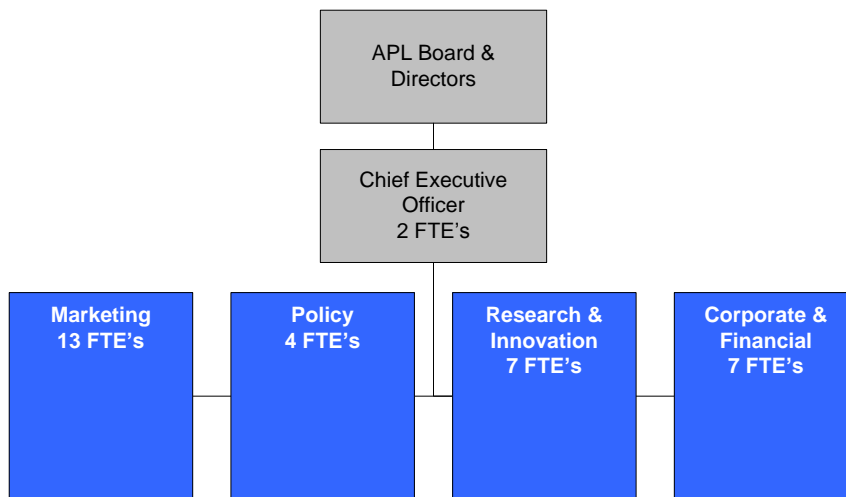 APL Board &
Directors
Chief Executive
Officer
2 FTE’s
Marketing
13 FTE’s
Policy
4 FTE’s
Research &
Innovation
7 FTE’s
Corporate &
Financial
7 FTE’s